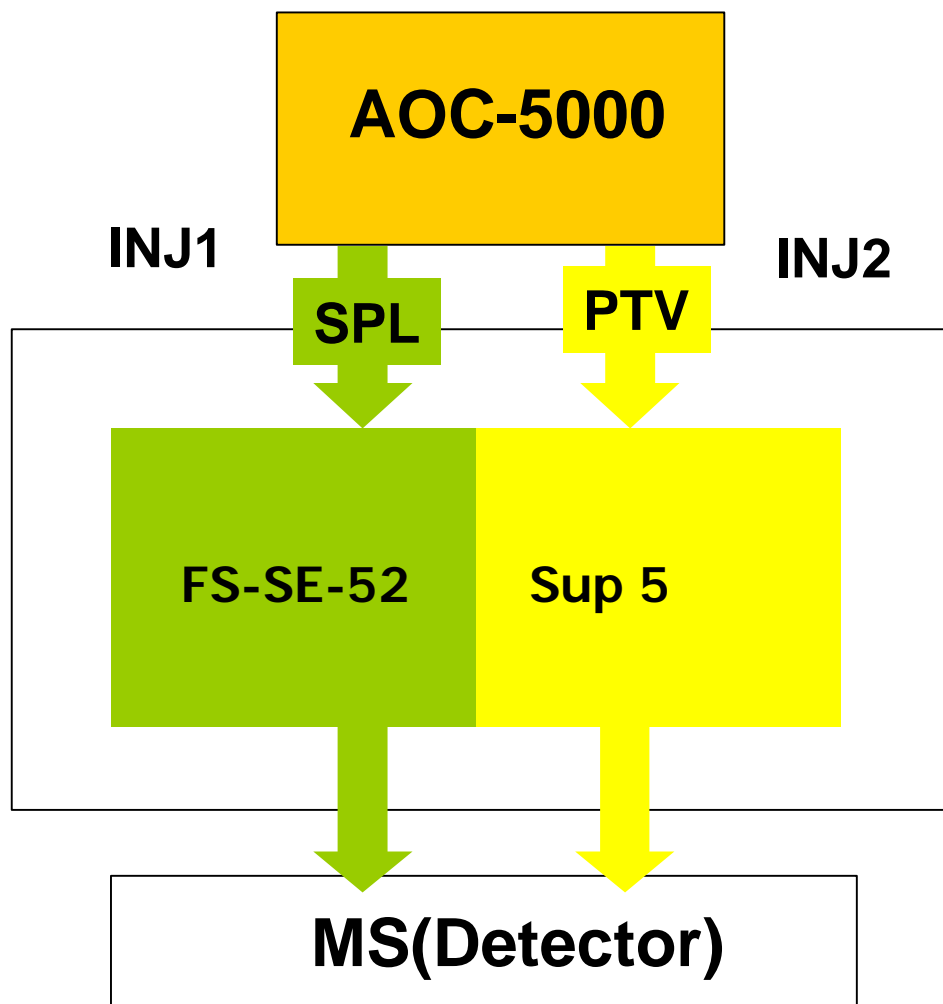 AOC-5000
INJ1
INJ2
SPL
PTV
FS-SE-52
Sup 5
MS(Detector)